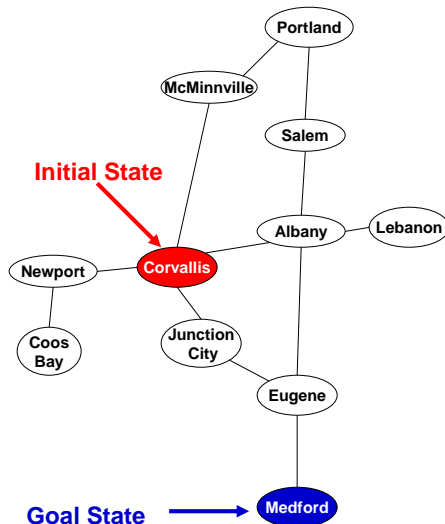 Portland
McMinnville
Salem
Initial State
Albany
Lebanon
Newport
Corvallis
Coos
Bay
Junction
City
Eugene
Medford
Goal State